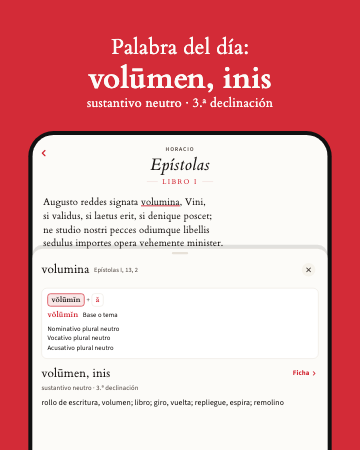 Palabra del día:
volūmen, inis
sustantivo neutro · 3.ª declinación
HORACIO
Epístolas
LIBRO I
Augusto reddes signata volumina, Vini,
si validus, si laetus erit, si denique poscet;
ne studio nostri pecces odiumque libellis
sedulus importes opera vehemente minister.
volumina Epístolas I, 13, 2
vólūmĭn + ă
vólūmĭn Base o tema
Nominativo plural neutro
Vocativo plural neutro
Acusativo plural neutro
volūmen, inis Ficha >
sustantivo neutro · 3.ª declinación
rollo de escritura, volumen; libro; giro, vuelta; repliegue, espira; remolino